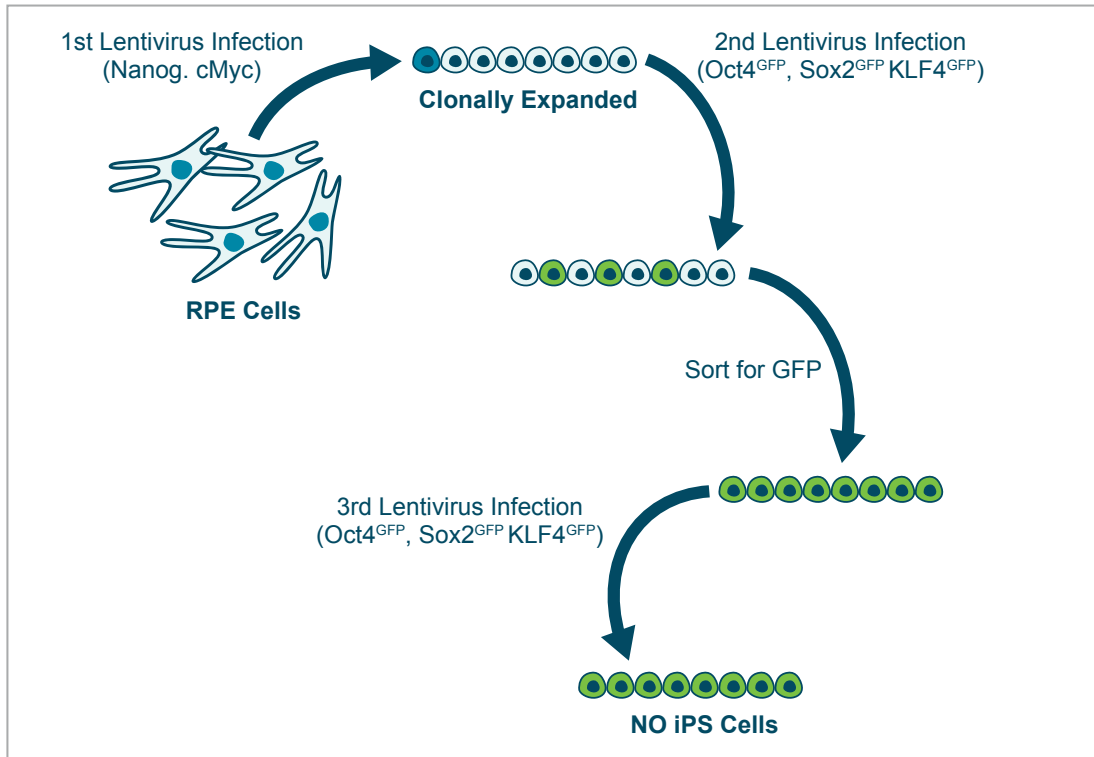 1st Lentivirus Infection
(Nanog. cMyc)
Clonally Expanded
2nd Lentivirus Infection
(Oct4ᴳᶠᴾ, Sox2ᴳᶠᴾ KLF4ᴳᶠᴾ)
RPE Cells
Sort for GFP
3rd Lentivirus Infection
(Oct4ᴳᶠᴾ, Sox2ᴳᶠᴾ KLF4ᴳᶠᴾ)
NO iPS Cells